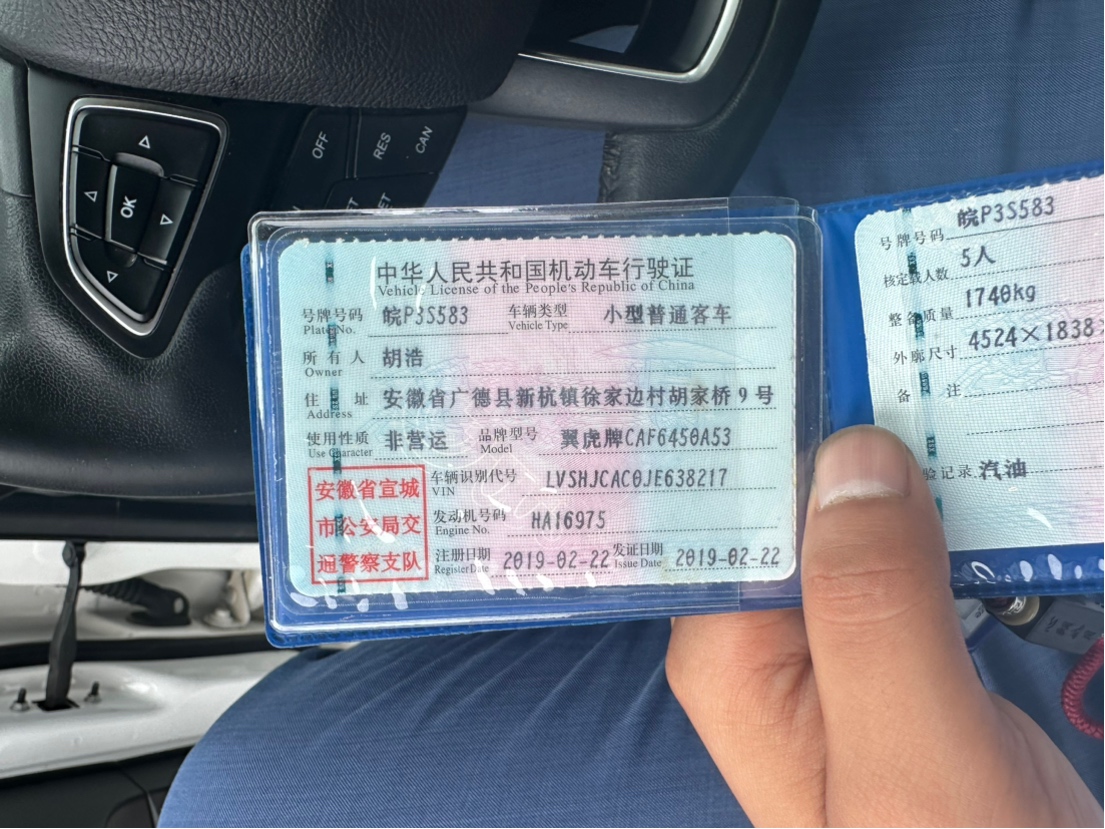 OFF
RES
CAN
OK
中华人民共和国机动车行驶证
Vehicle License of the People's Republic of China
号牌号码 皖P3S583 车辆类型 小型普通客车
Plate No. Vehicle Type
所有人 胡浩
Owner
住址 安徽省广德县新杭镇徐家边村胡家桥9号
Address
使用性质 非营运 品牌型号 翼虎牌CAF6450A53
Use Character Model
安徽省宣城
市公安局交
通警察支队
车辆识别代号 LVSHJCAC0JE638217
VIN
发动机号码 HA16975
Engine No.
注册日期 2019-02-22 发证日期 2019-02-22
Register Date Issue Date
号牌号码 皖P3S583
核定载人数 5人
整备质量 1740kg
外廓尺寸 4524×1838×
备注
验记录 汽油